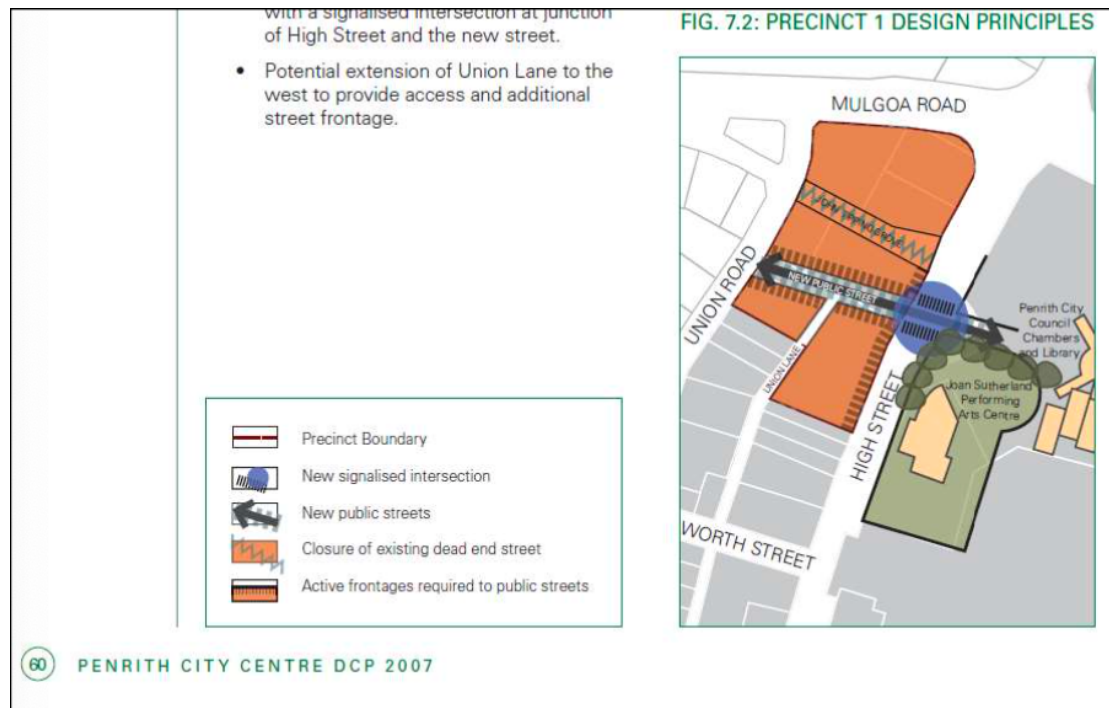 with a signalised intersection at junction
of High Street and the new street.
• Potential extension of Union Lane to the
west to provide access and additional
street frontage.
Precinct Boundary
New signalised intersection
New public streets
Closure of existing dead end street
Active frontages required to public streets
FIG. 7.2: PRECINCT 1 DESIGN PRINCIPLES
MULGOA ROAD
UNION ROAD
NEW PUBLIC STREET
UNION LANE
HIGH STREET
Penrith City
Council
Chambers
and Library
Joan Sutherland
Performing
Arts Centre
WORTH STREET
60 PENRITH CITY CENTRE DCP 2007